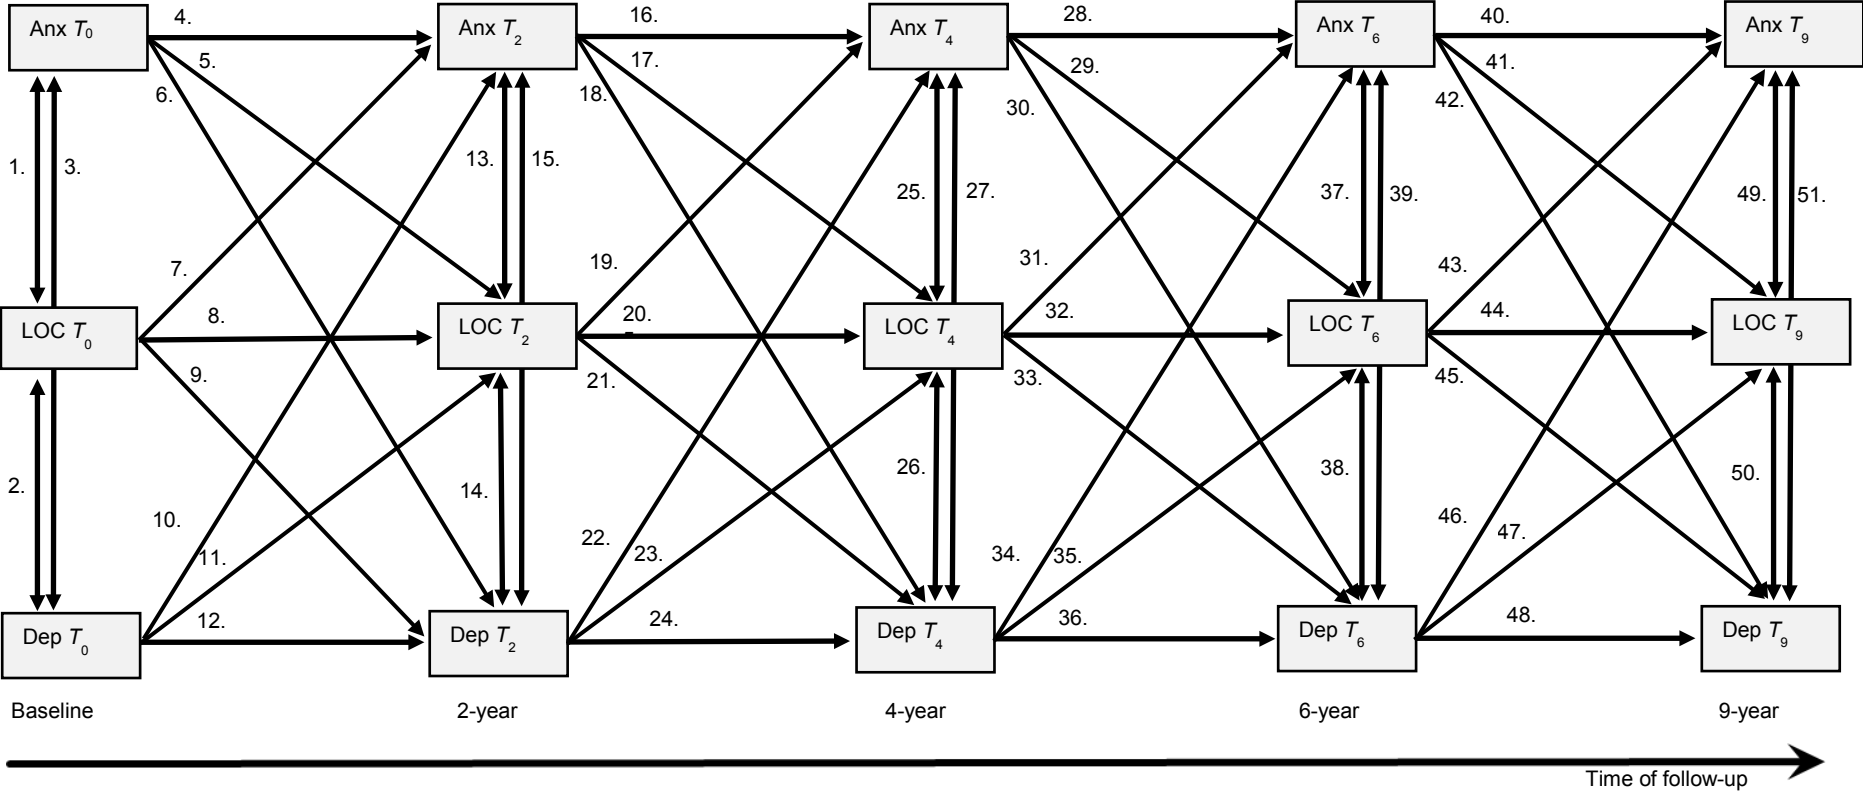 4.
16.
28.
40.
Anx T0
Anx T2
Anx T4
Anx T6
Anx T9
5.
17.
29.
41.
6.
18.
30.
42.
1.
3.
13.
15.
25.
27.
37.
39.
49.
51.
7.
19.
31.
43.
8.
20.
32.
44.
LOC T0
LOC T2
LOC T4
LOC T6
LOC T9
9.
21.
33.
45.
2.
14.
26.
38.
50.
10.
22.
34.
46.
11.
23.
35.
47.
12.
24.
36.
48.
Dep T0
Dep T2
Dep T4
Dep T6
Dep T9
Baseline
2-year
4-year
6-year
9-year
Time of follow-up